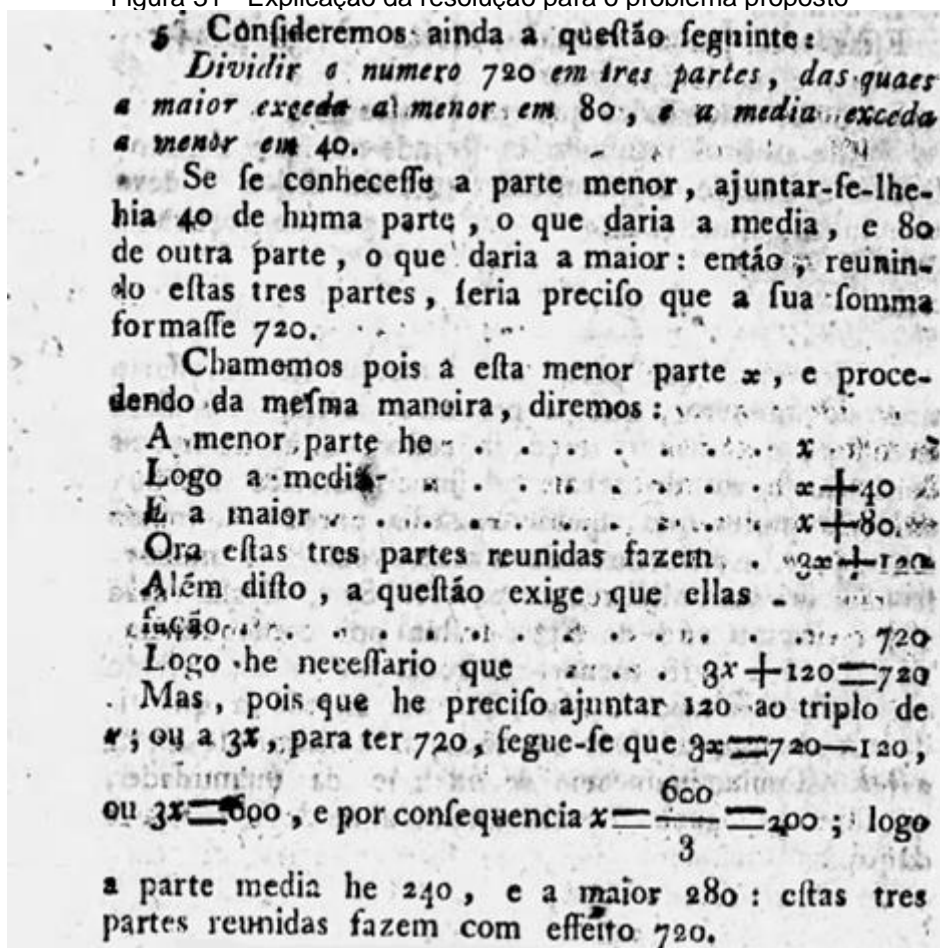 Figura 31 - Explicação da resolução para o problema proposto
5 Conſideremos ainda a queſtão ſeguinte:
Dividir o numero 720 em tres partes, das quaes
a maior exceda a menor em 80, e a media exceda
a menor em 40.
Se ſe conheceſſe a parte menor, ajuntar-ſe-lhe-
hia 40 de huma parte, o que daria a media, e 80
de outra parte, o que daria a maior: entáo, reunin-
do eſtas tres partes, ſeria preciſo que a ſua ſomma
formaſſe 720.
Chamemos pois a eſta menor parte x, e proce-
dendo da meſma maneira, diremos:
A menor parte he . . . . . . x
Logo a media . . . . . . . x+40
E a maior . . . . . . . x+80
Ora eſtas tres partes reunidas fazem . 3x+120
Além diſto, a queſtáo exige que ellas
fação . . . . . . . . . 720
Logo he neceſſario que . . . . 3x+120=720
Mas, pois que he preciſo ajuntar 120 ao triplo de
x; ou a 3x, para ter 720, ſegue-ſe que 3x=720—120,
ou 3x=600, e por conſequencia x=600/3=200; logo
a parte media he 240, e a maior 280: eſtas tres
partes reunidas fazem com effeito 720.